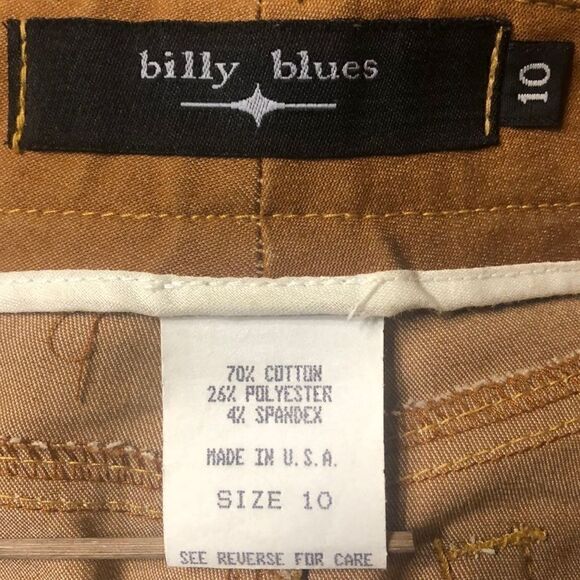 billy blues
10
70% COTTON
26% POLYESTER
4% SPANDEX
MADE IN U.S.A.
SIZE 10
SEE REVERSE FOR CARE